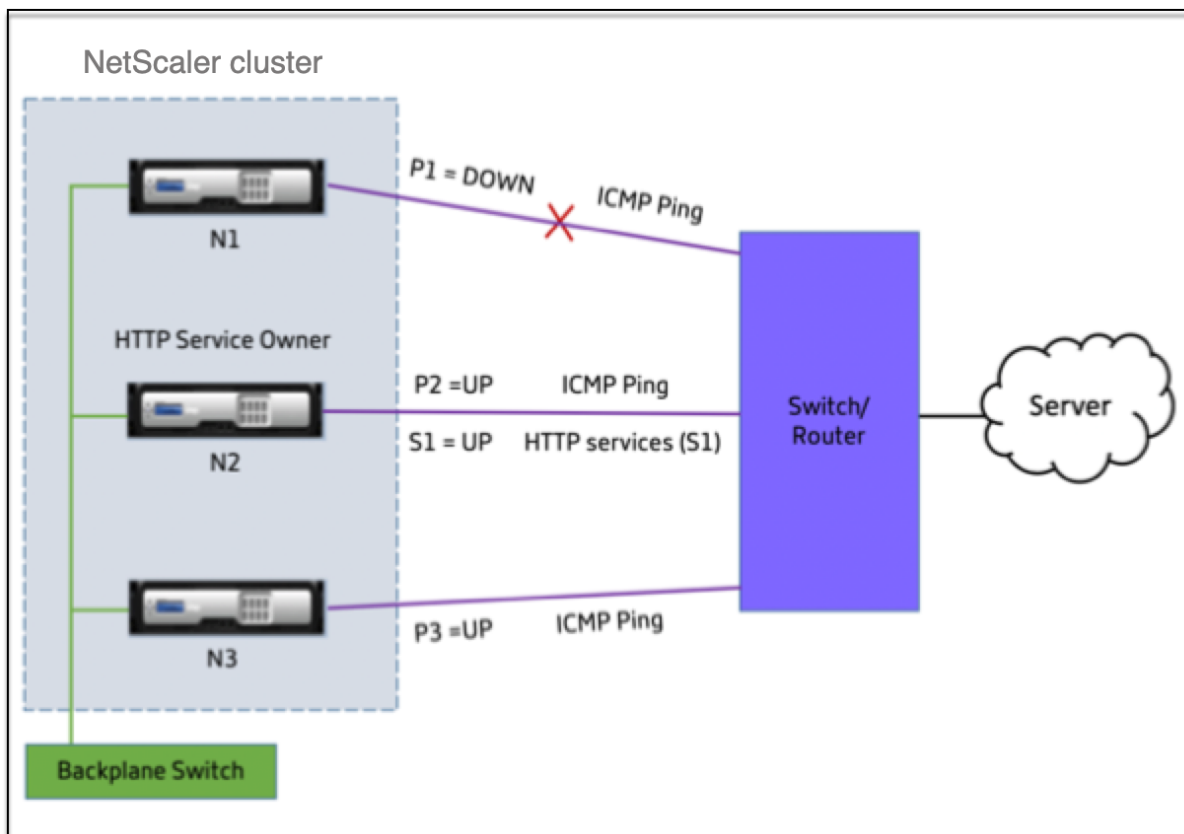 NetScaler cluster
P1 = DOWN
ICMP Ping
N1
HTTP Service Owner
P2 =UP
ICMP Ping
S1 = UP
HTTP services (S1)
N2
Switch/
Router
Server
P3 =UP
ICMP Ping
N3
Backplane Switch